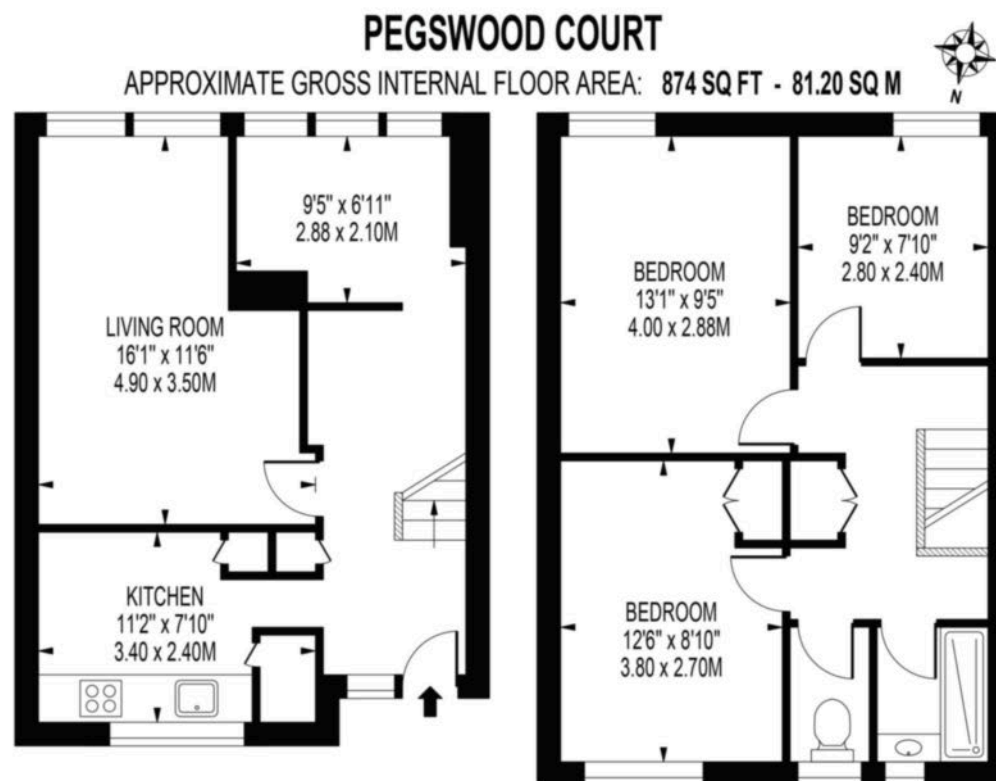 PEGSWOOD COURT
APPROXIMATE GROSS INTERNAL FLOOR AREA: 874 SQ FT - 81.20 SQ M
N
9'5" x 6'11"
2.88 x 2.10M
LIVING ROOM
16'1" x 11'6"
4.90 x 3.50M
KITCHEN
11'2" x 7'10"
3.40 x 2.40M
BEDROOM
9'2" x 7'10"
2.80 x 2.40M
BEDROOM
13'1" x 9'5"
4.00 x 2.88M
BEDROOM
12'6" x 8'10"
3.80 x 2.70M